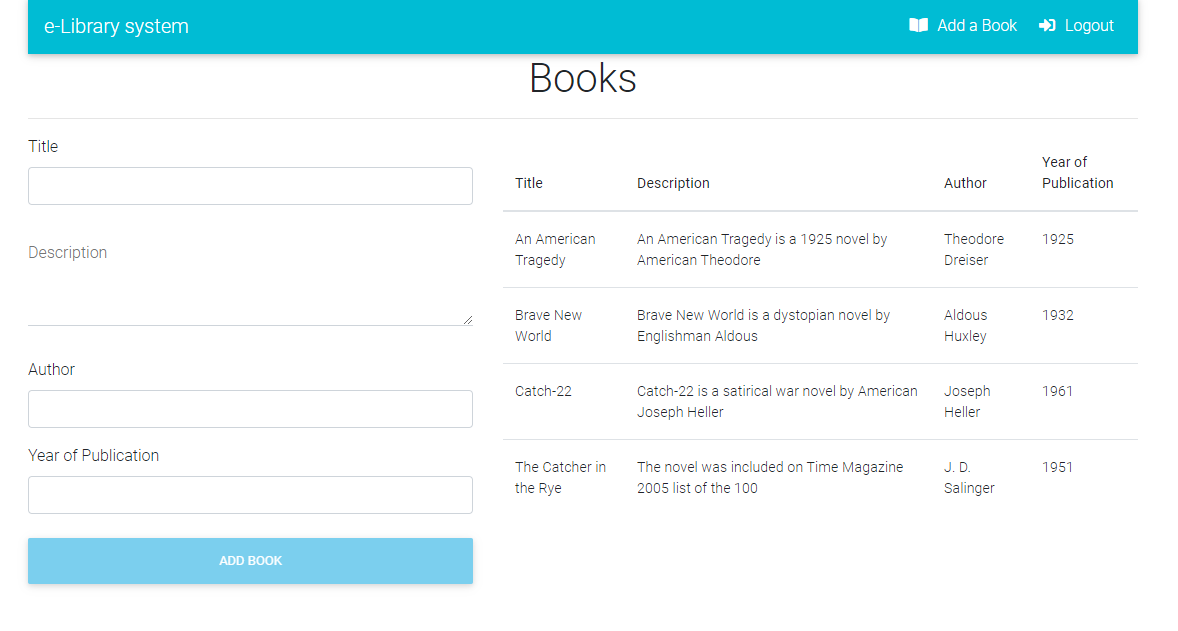 e-Library system
Add a Book
Logout
Books
Title
Description
Author
Year of Publication
ADD BOOK
Title
Description
Author
Year of
Publication
An American
Tragedy
An American Tragedy is a 1925 novel by
American Theodore
Theodore
Dreiser
1925
Brave New
World
Brave New World is a dystopian novel by
Englishman Aldous
Aldous
Huxley
1932
Catch-22
Catch-22 is a satirical war novel by American
Joseph Heller
Joseph
Heller
1961
The Catcher in
the Rye
The novel was included on Time Magazine
2005 list of the 100
J. D.
Salinger
1951